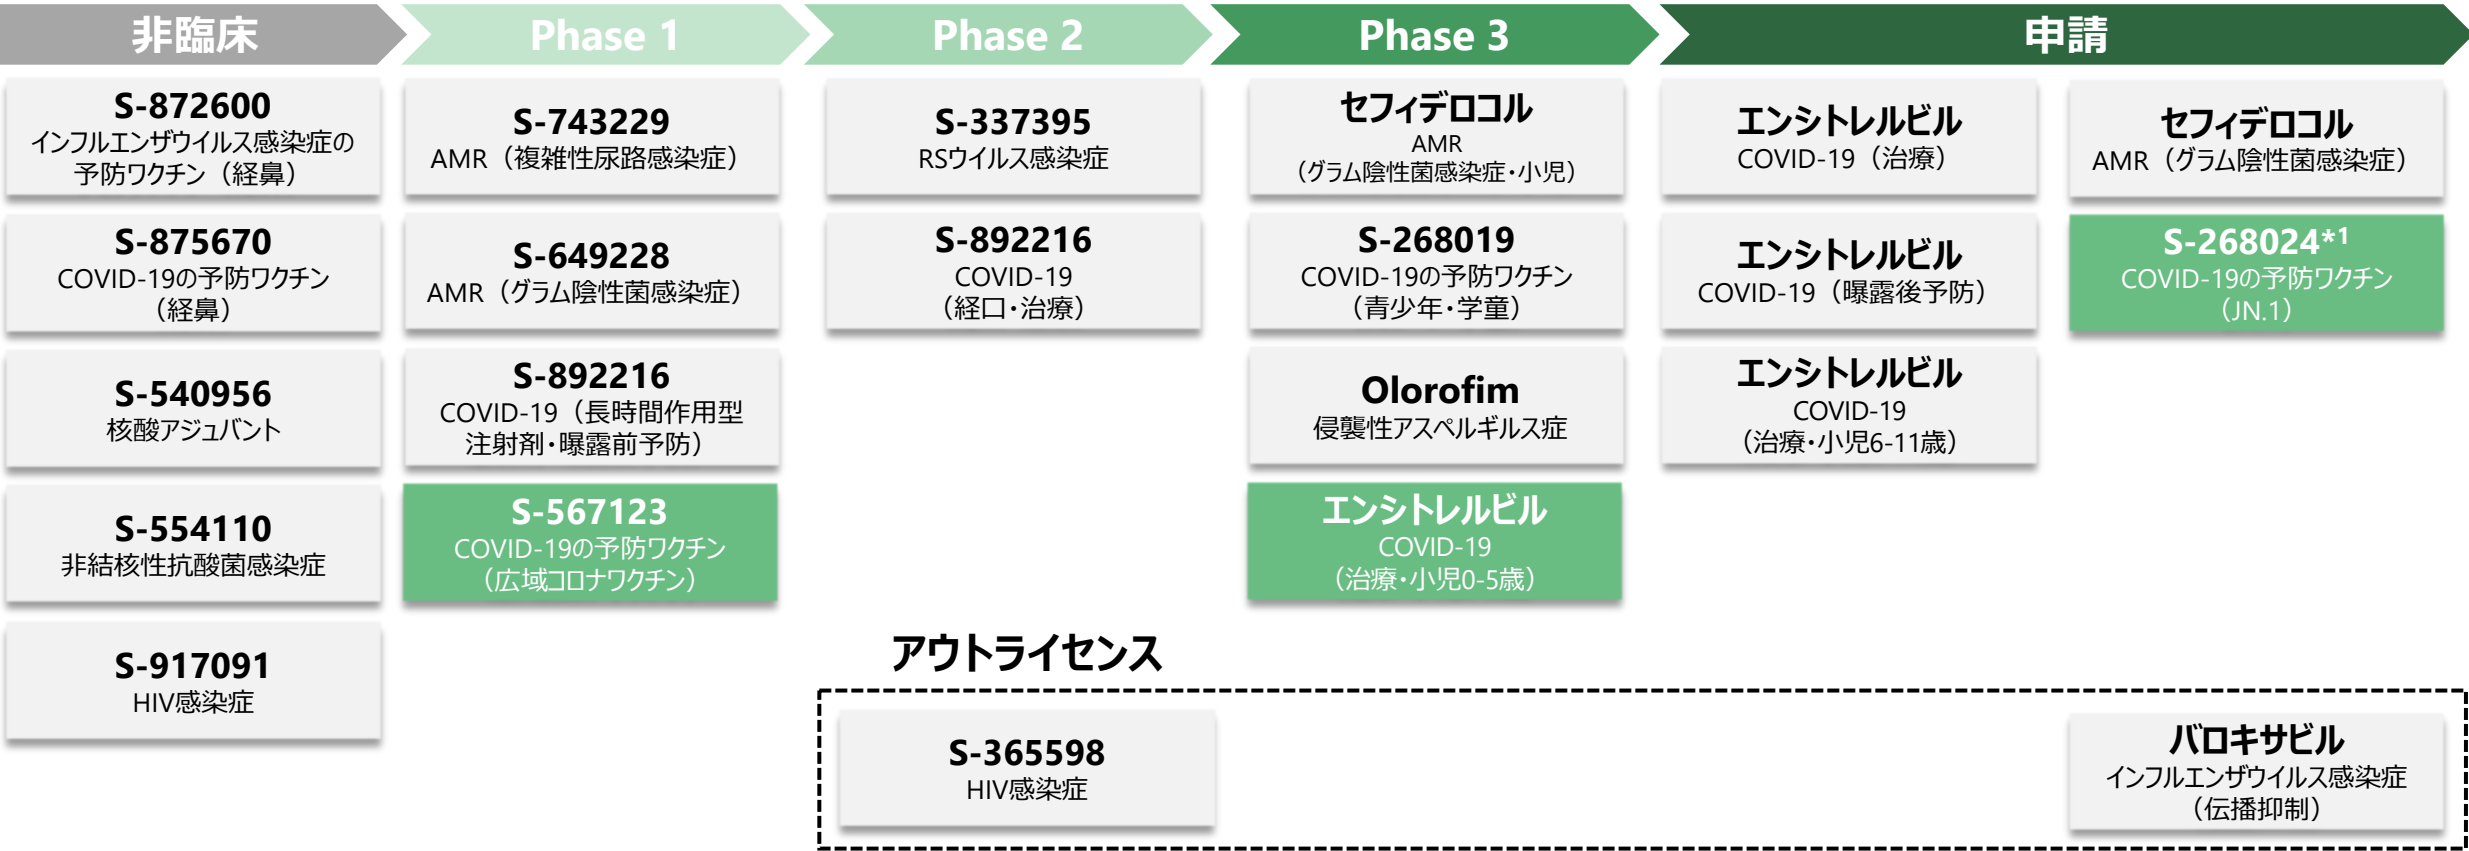 非臨床
Phase 1
Phase 2
Phase 3
申請
S-872600
インフルエンザウイルス感染症の
予防ワクチン（経鼻）
S-875670
COVID-19の予防ワクチン
（経鼻）
S-540956
核酸アジュバント
S-554110
非結核性抗酸菌感染症
S-917091
HIV感染症
S-743229
AMR（複雑性尿路感染症）
S-649228
AMR（グラム陰性菌感染症）
S-892216
COVID-19（長時間作用型
注射剤・曝露前予防）
S-567123
COVID-19の予防ワクチン
（広域コロナワクチン）
S-337395
RSウイルス感染症
S-892216
COVID-19
（経口・治療）
セフィデロコル
AMR
（グラム陰性菌感染症・小児）
S-268019
COVID-19の予防ワクチン
（青少年・学童）
Olorofim
侵襲性アスペルギルス症
エンシトレルビル
COVID-19
（治療・小児0-5歳）
エンシトレルビル
COVID-19（治療）
エンシトレルビル
COVID-19（曝露後予防）
エンシトレルビル
COVID-19
（治療・小児6-11歳）
セフィデロコル
AMR（グラム陰性菌感染症）
S-268024*1
COVID-19の予防ワクチン
（JN.1）
アウトライセンス
S-365598
HIV感染症
バロキサビル
インフルエンザウイルス感染症
（伝播抑制）